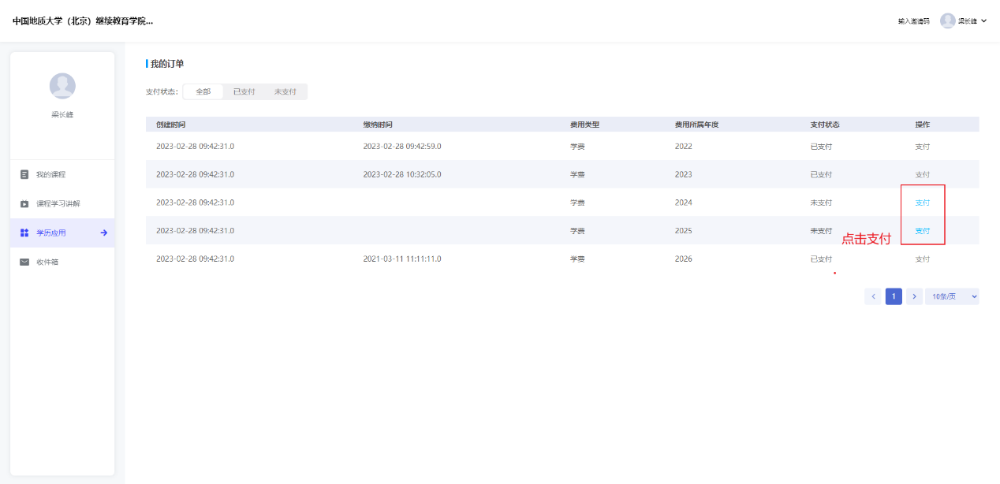 中国地质大学（北京）继续教育学院...
输入邀请码 梁长峰
梁长峰
我的课程
课程学习讲解
学历应用
收件箱
我的订单
支付状态： 全部 已支付 未支付
创建时间 缴纳时间 费用类型 费用所属年度 支付状态 操作
2023-02-28 09:42:31.0 2023-02-28 09:42:59.0 学费 2022 已支付 支付
2023-02-28 09:42:31.0 2023-02-28 10:32:05.0 学费 2023 已支付 支付
2023-02-28 09:42:31.0 学费 2024 未支付 支付
2023-02-28 09:42:31.0 学费 2025 未支付 支付
点击支付
2023-02-28 09:42:31.0 2021-03-11 11:11:11.0 学费 2026 已支付 支付
1 10条/页